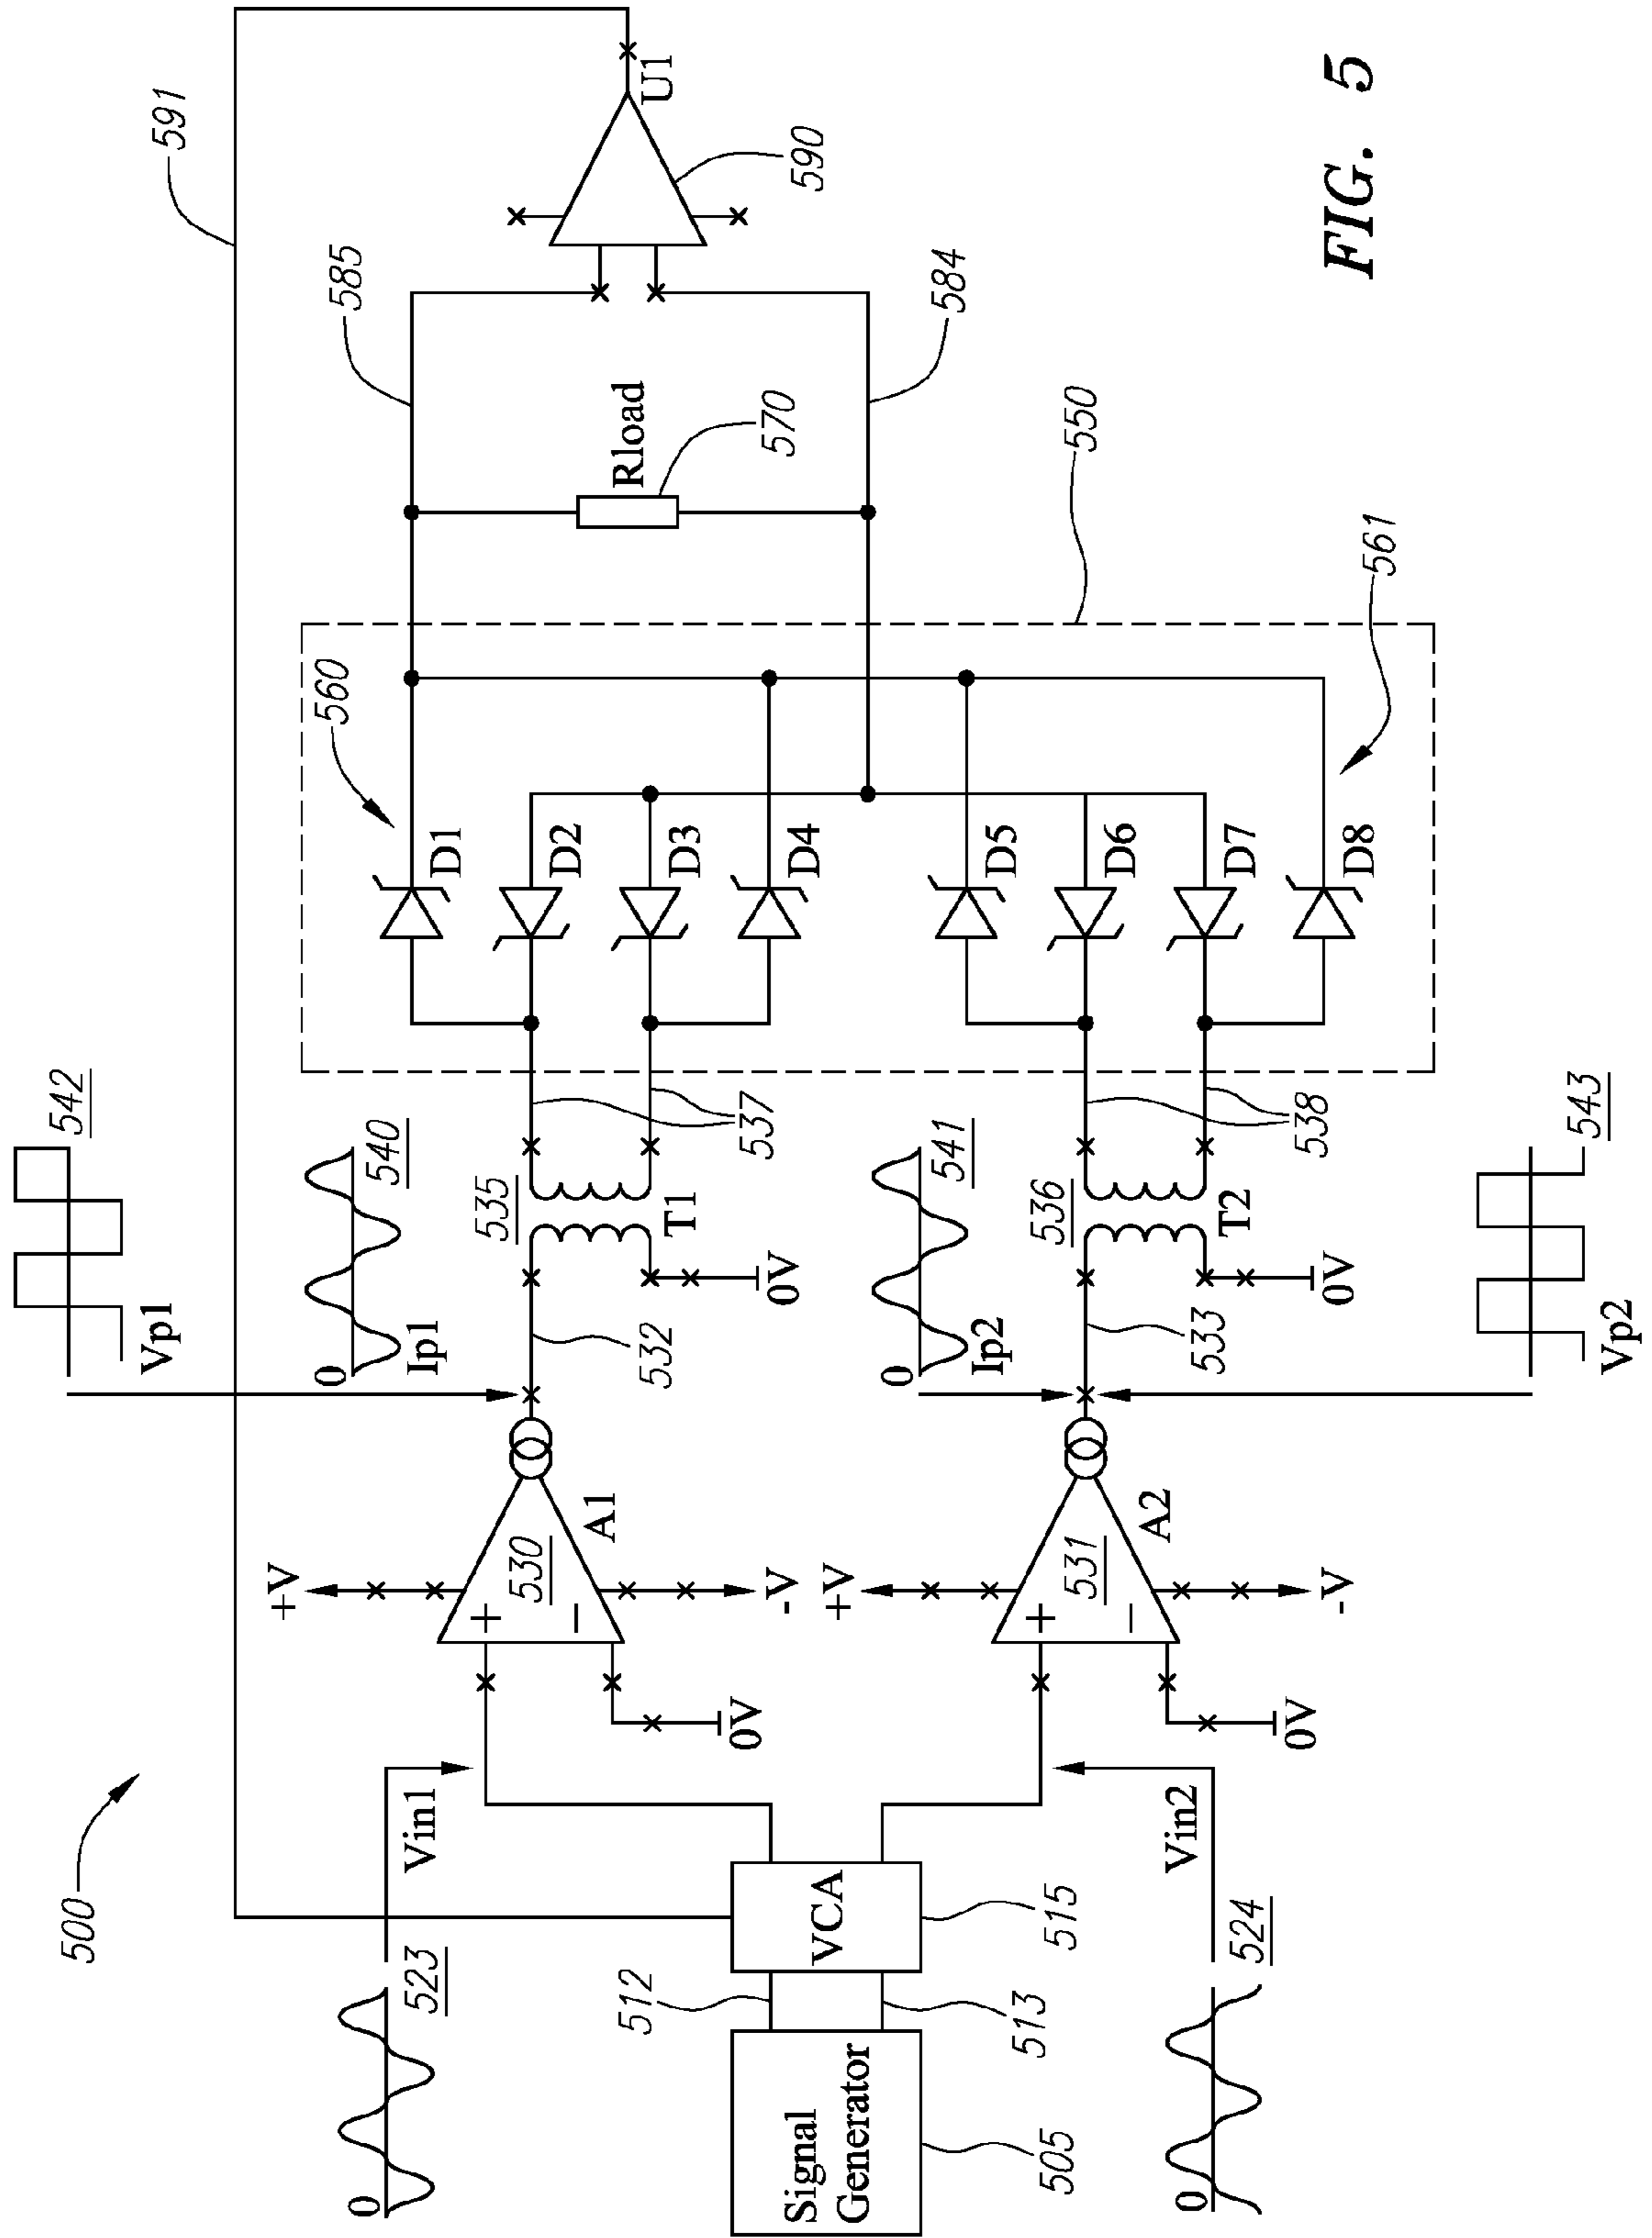 500
591
542
Vp1
0
Ip1
540
523
0
Vin1
+V
530
+
−
A1
-V
0V
532
535
T1
0V
537
560
D1
D2
D3
D4
585
Rload
570
U1
590
584
550
Signal
Generator
505
512
513
VCA
515
+V
531
+
−
A2
-V
0V
0
Ip2
541
533
536
T2
0V
538
D5
D6
D7
D8
561
0
524
Vin2
Vp2
543
FIG. 5